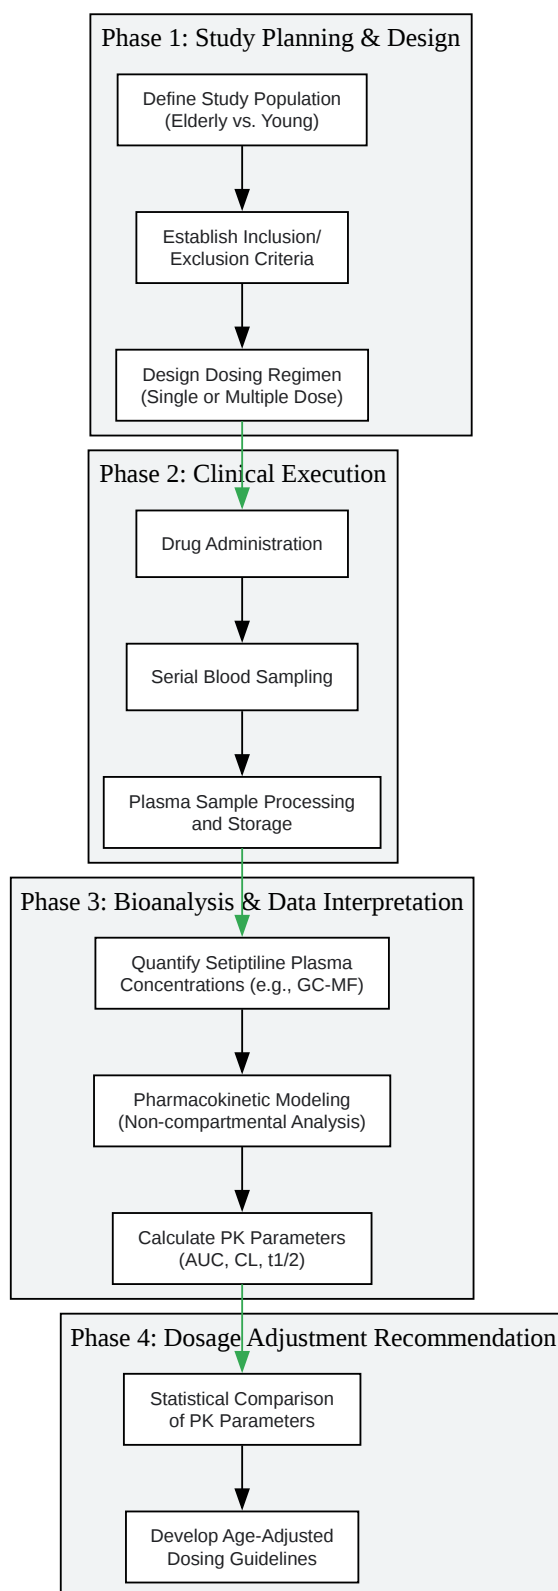 Phase 1: Study Planning & Design
Define Study Population
(Elderly vs. Young)
Establish Inclusion/
Exclusion Criteria
Design Dosing Regimen
(Single or Multiple Dose)
Phase 2: Clinical Execution
Drug Administration
Serial Blood Sampling
Plasma Sample Processing
and Storage
Phase 3: Bioanalysis & Data Interpretation
Quantify Setiptiline Plasma
Concentrations (e.g., GC-MF)
Pharmacokinetic Modeling
(Non-compartmental Analysis)
Calculate PK Parameters
(AUC, CL, t1/2)
Phase 4: Dosage Adjustment Recommendation
Statistical Comparison
of PK Parameters
Develop Age-Adjusted
Dosing Guidelines